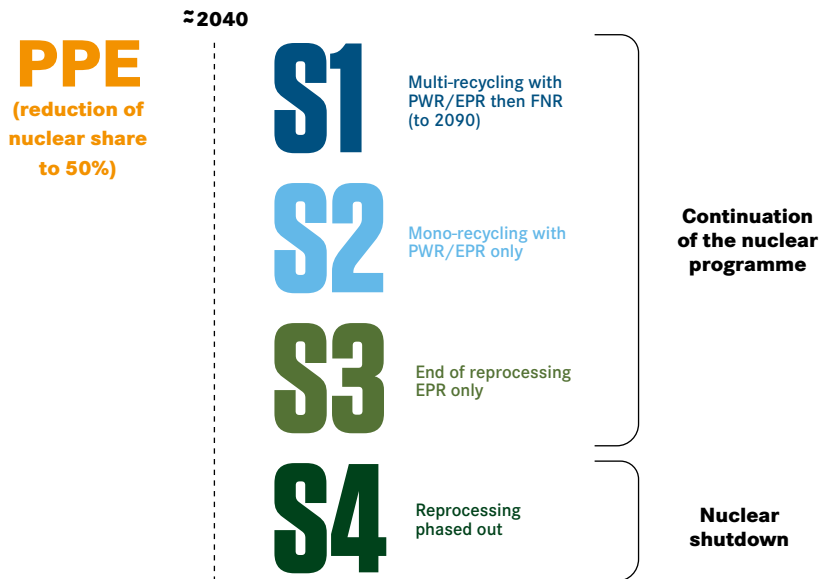 ≈2040
PPE
(reduction of
nuclear share
to 50%)
S1
Multi-recycling with
PWR/EPR then FNR
(to 2090)
S2
Mono-recycling with
PWR/EPR only
S3
End of reprocessing
EPR only
Continuation
of the nuclear
programme
S4
Reprocessing
phased out
Nuclear
shutdown